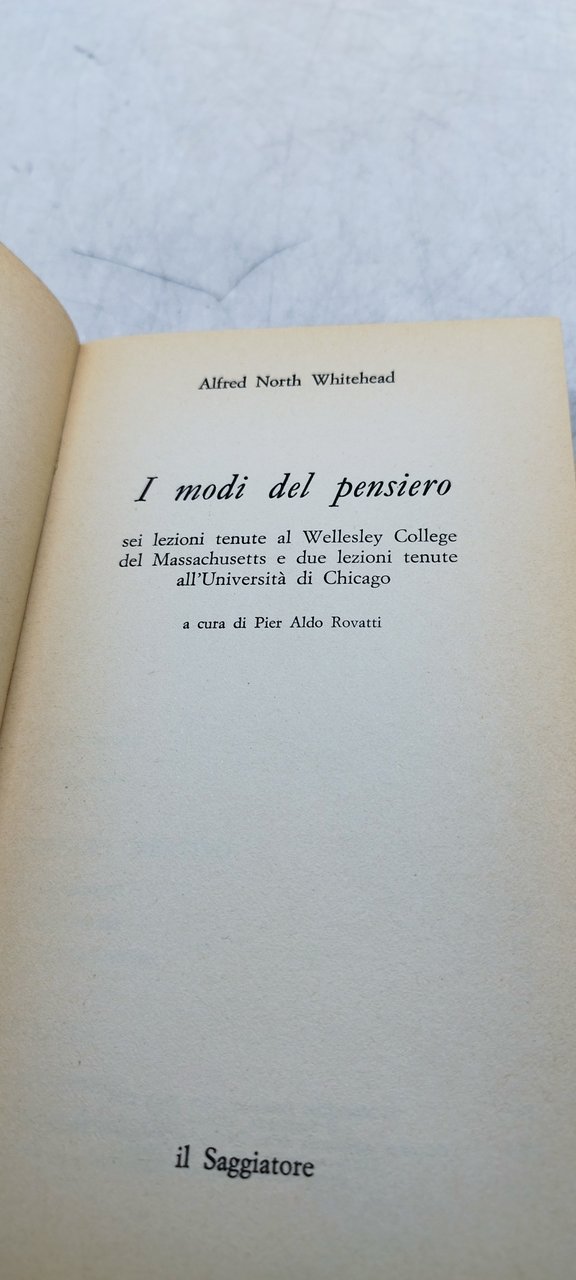 Alfred North Whitehead
I modi del pensiero
sei lezioni tenute al Wellesley College
del Massachusetts e due lezioni tenute
all'Università di Chicago
a cura di Pier Aldo Rovatti
il Saggiatore